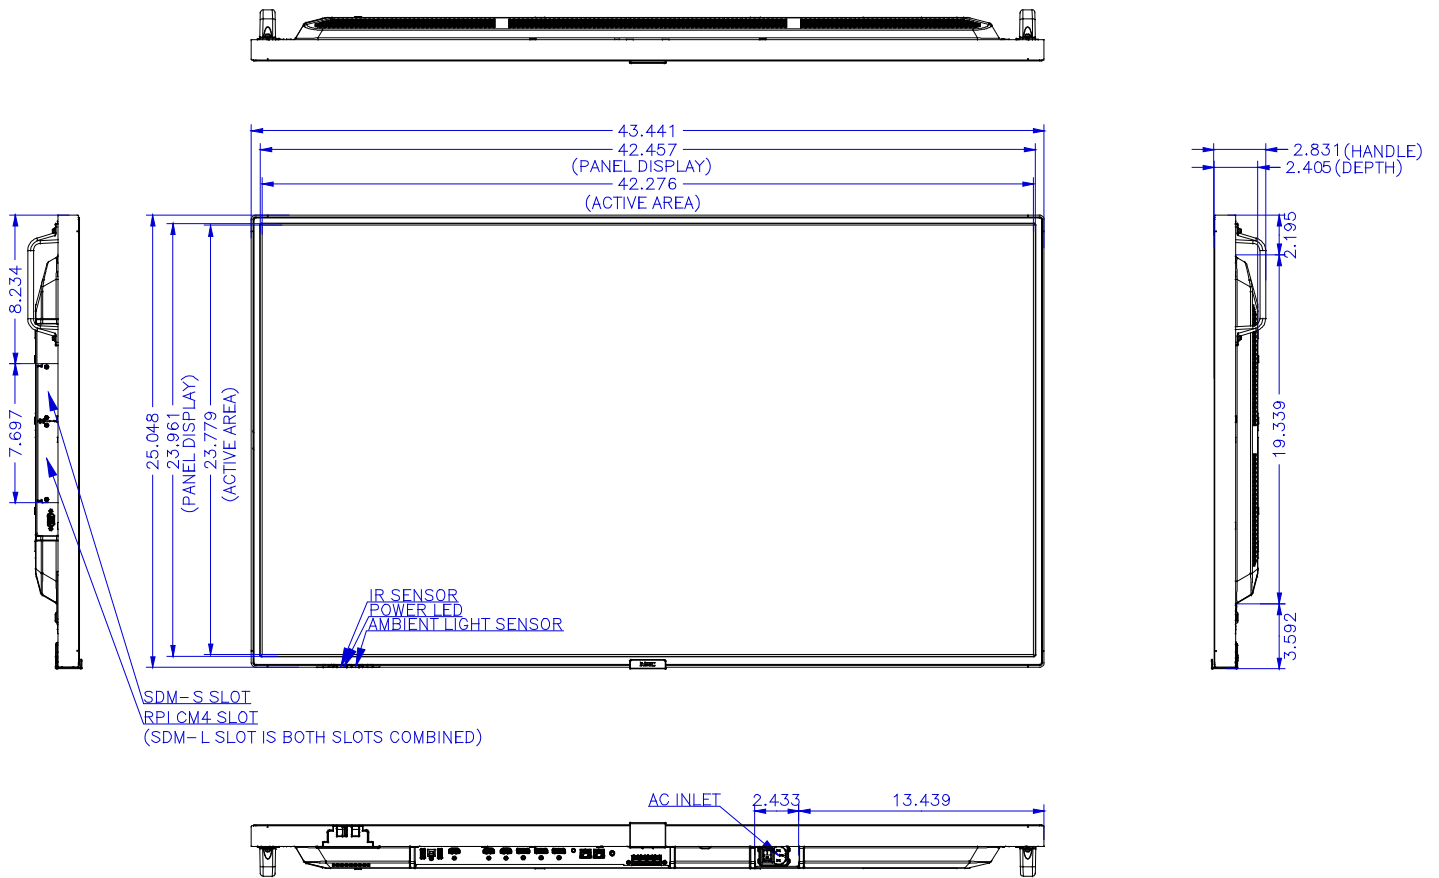 43.441
42.457
(PANEL DISPLAY)
42.276
(ACTIVE AREA)
2.831(HANDLE)
2.405(DEPTH)
8.234
7.697
25.048
23.961
(PANEL DISPLAY)
23.779
(ACTIVE AREA)
2.195
19.339
3.592
IR SENSOR
POWER LED
AMBIENT LIGHT SENSOR
NEC
SDM-S SLOT
RPI CM4 SLOT
(SDM-L SLOT IS BOTH SLOTS COMBINED)
AC INLET
2.433
13.439